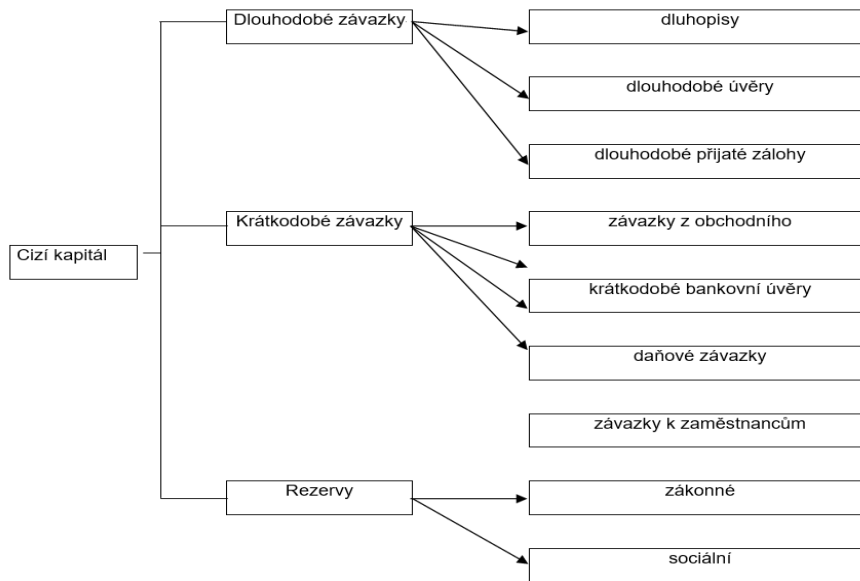 Dlouhodobé závazky
dluhopisy
dlouhodobé úvěry
dlouhodobé přijaté zálohy
Krátkodobé závazky
závazky z obchodního
Cizí kapitál
krátkodobé bankovní úvěry
daňové závazky
závazky k zaměstnancům
Rezervy
zákonné
sociální